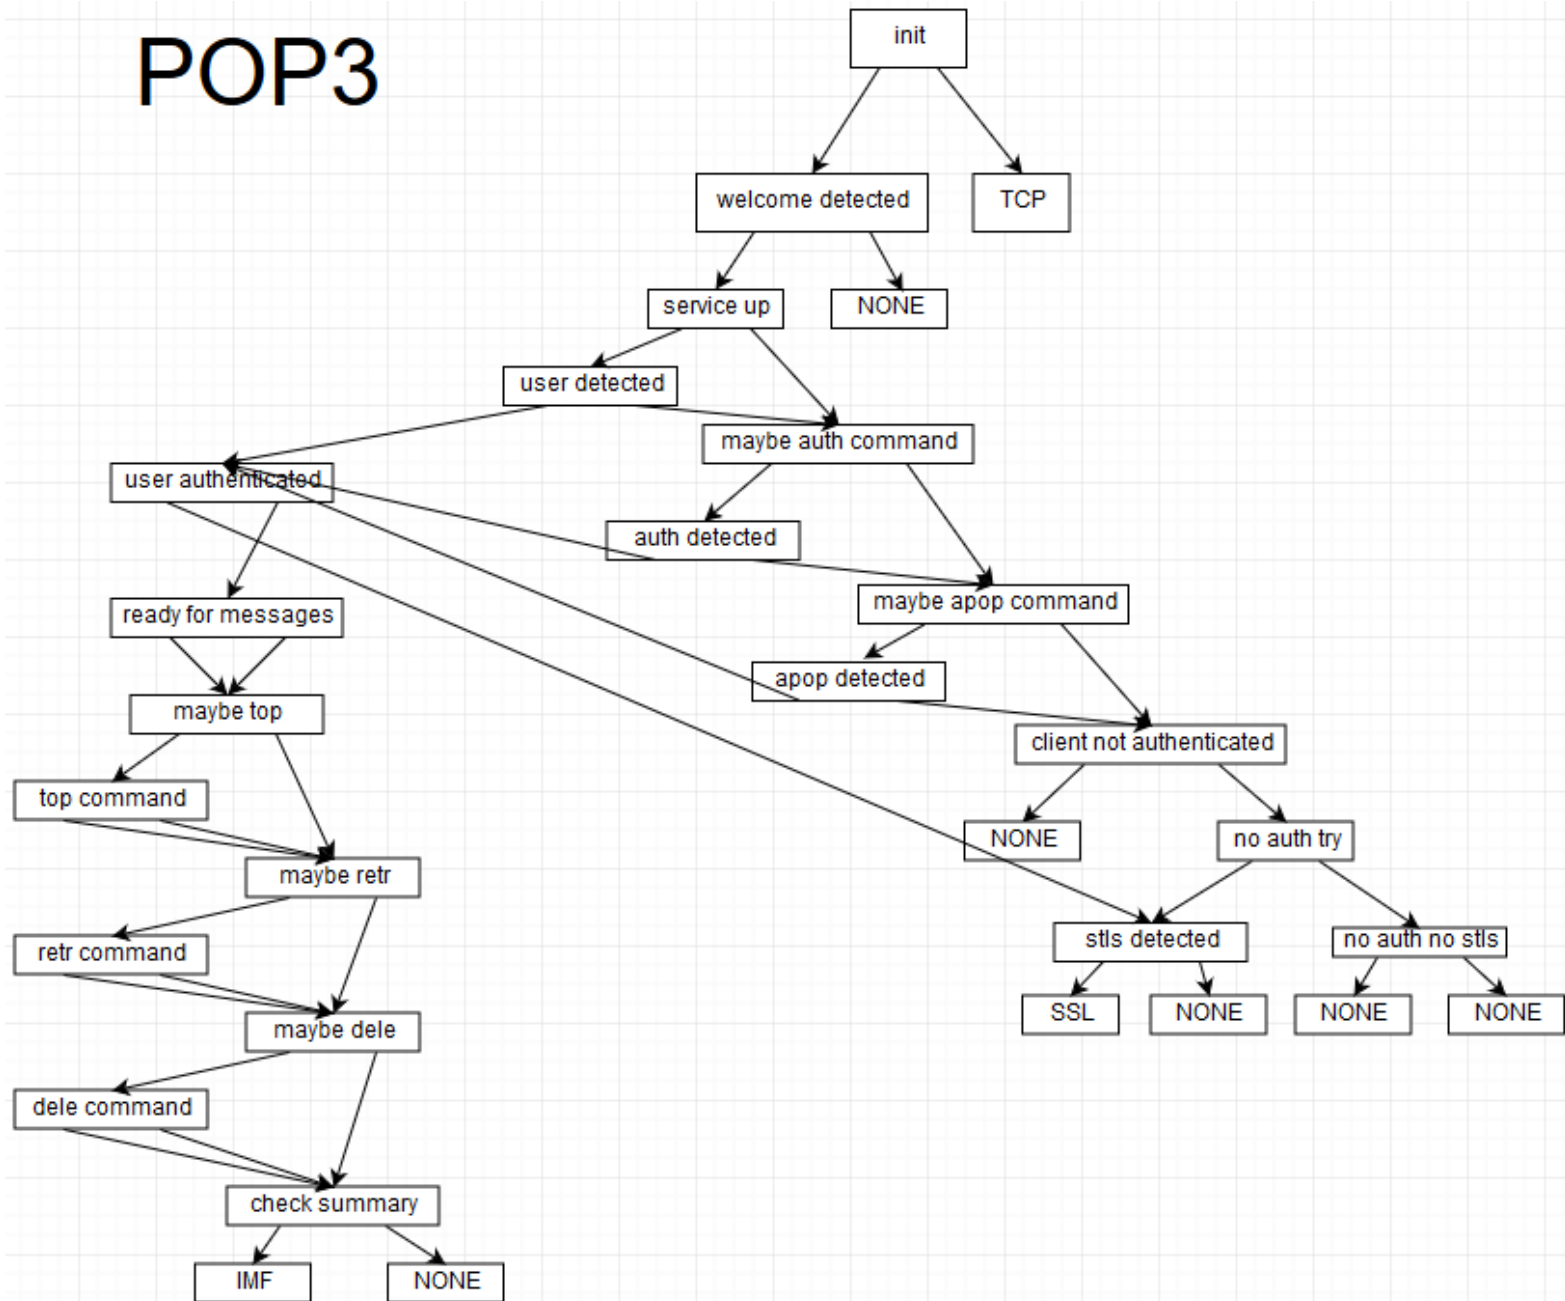 POP3
init
welcome detected
TCP
service up
NONE
user detected
maybe auth command
user authenticated
auth detected
maybe apop command
ready for messages
apop detected
maybe top
client not authenticated
top command
NONE
no auth try
maybe retr
retr command
stls detected
no auth no stls
SSL
NONE
NONE
NONE
maybe dele
dele command
check summary
IMF
NONE